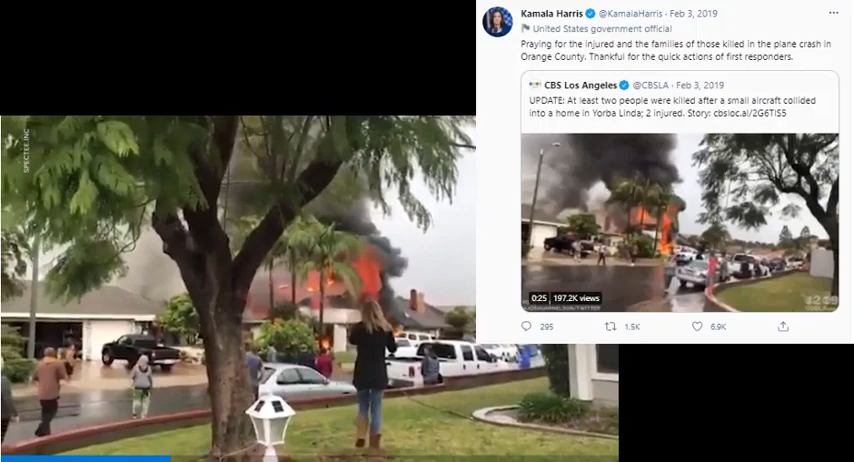 Kamala Harris @KamalaHarris · Feb 3, 2019
United States government official
Praying for the injured and the families of those killed in the plane crash in
Orange County. Thankful for the quick actions of first responders.
CBS Los Angeles @CBSLA · Feb 3, 2019
UPDATE: At least two people were killed after a small aircraft collided
into a home in Yorba Linda; 2 injured. Story: cbsloc.al/2G6TIS5
0:25 197.2K views
295 1.5K 6.9K
SPECTEE.INC